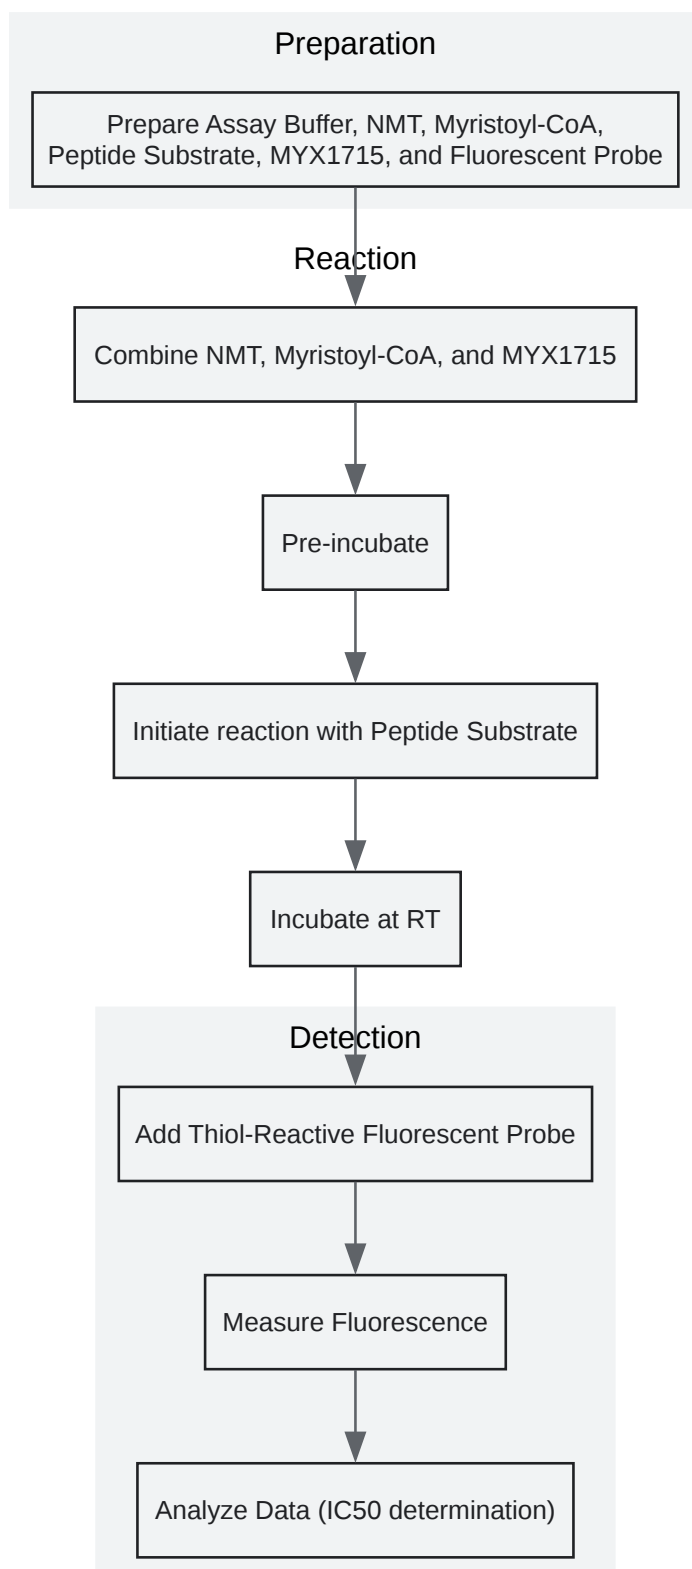 Preparation
Prepare Assay Buffer, NMT, Myristoyl-CoA,
Peptide Substrate, MYX1715, and Fluorescent Probe
Reaction
Combine NMT, Myristoyl-CoA, and MYX1715
Pre-incubate
Initiate reaction with Peptide Substrate
Incubate at RT
Detection
Add Thiol-Reactive Fluorescent Probe
Measure Fluorescence
Analyze Data (IC50 determination)